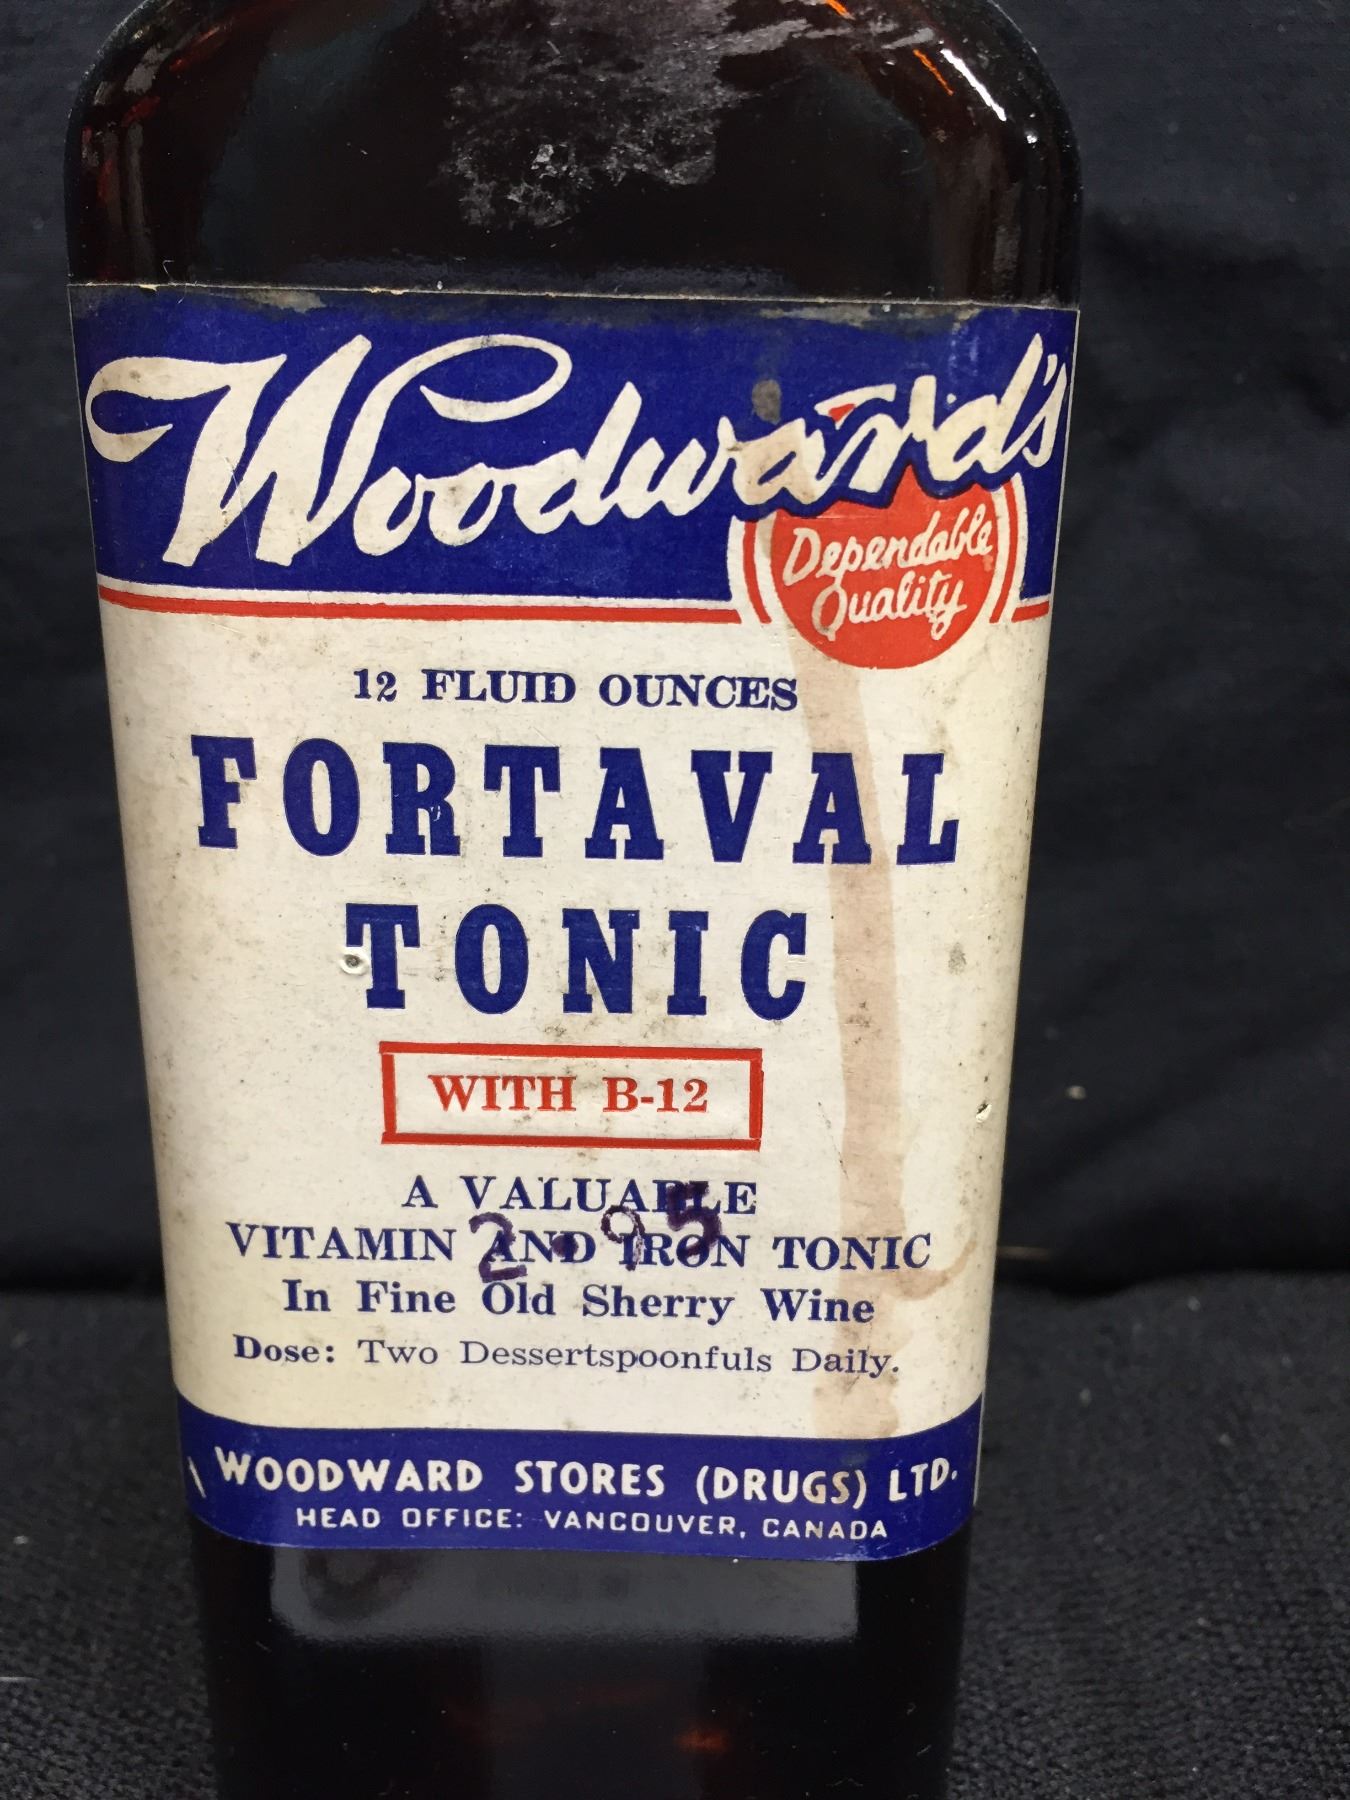 Woodward's
Dependable
Quality
12 FLUID OUNCES
FORTAVAL
TONIC
WITH B-12
A VALUABLE
VITAMIN AND IRON TONIC
2.95
In Fine Old Sherry Wine
Dose: Two Dessertspoonfuls Daily.
WOODWARD STORES (DRUGS) LTD.
HEAD OFFICE: VANCOUVER, CANADA